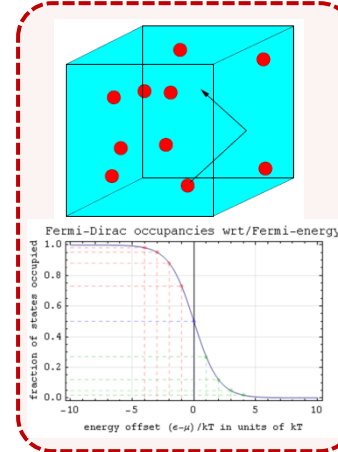 Fermi-Dirac occupancies wrt/Fermi-energy
fraction of states occupied
1.0
0.8
0.6
0.4
0.2
0.0
-10 -5 0 5 10
energy offset (ϵ-μ)/kT in units of kT